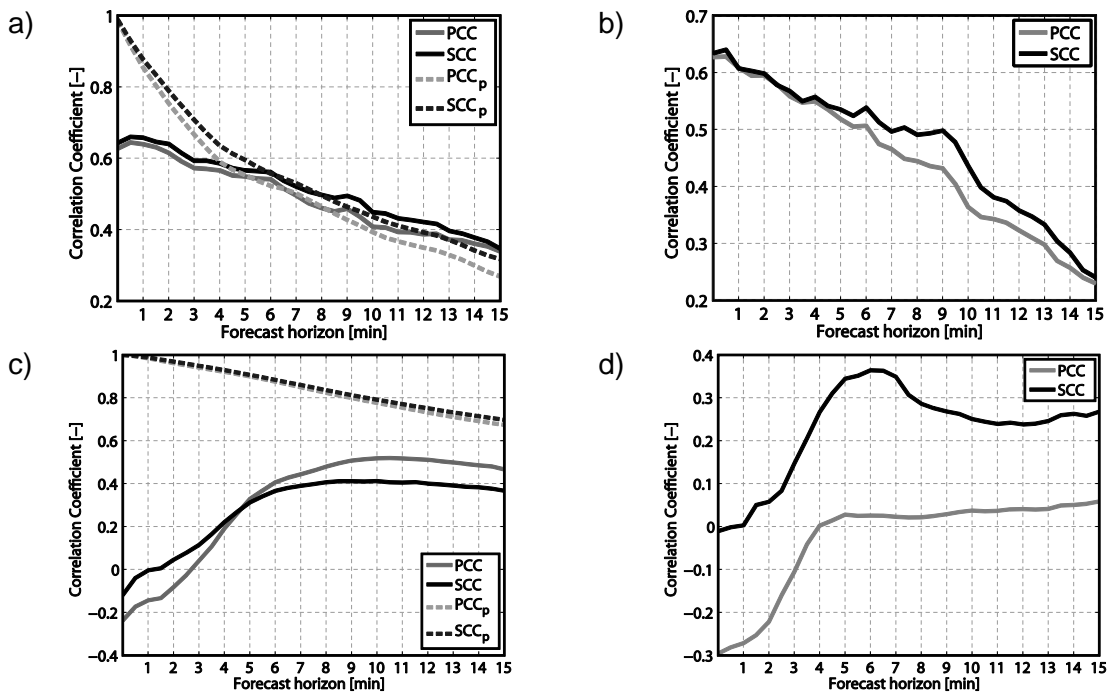 a)
1
0.8
0.6
0.4
0.2
Correlation Coefficient [−]
PCC
SCC
PCCp
SCCp
1 2 3 4 5 6 7 8 9 10 11 12 13 14 15
Forecast horizon [min]
b)
0.7
0.6
0.5
0.4
0.3
0.2
Correlation Coefficient [−]
PCC
SCC
1 2 3 4 5 6 7 8 9 10 11 12 13 14 15
Forecast horizon [min]
c)
1
0.8
0.6
0.4
0.2
0
−0.2
−0.4
Correlation Coefficient [−]
PCC
SCC
PCCp
SCCp
1 2 3 4 5 6 7 8 9 10 11 12 13 14 15
Forecast horizon [min]
d)
0.4
0.3
0.2
0.1
0
−0.1
−0.2
−0.3
Correlation Coefficient [−]
PCC
SCC
1 2 3 4 5 6 7 8 9 10 11 12 13 14 15
Forecast horizon [min]